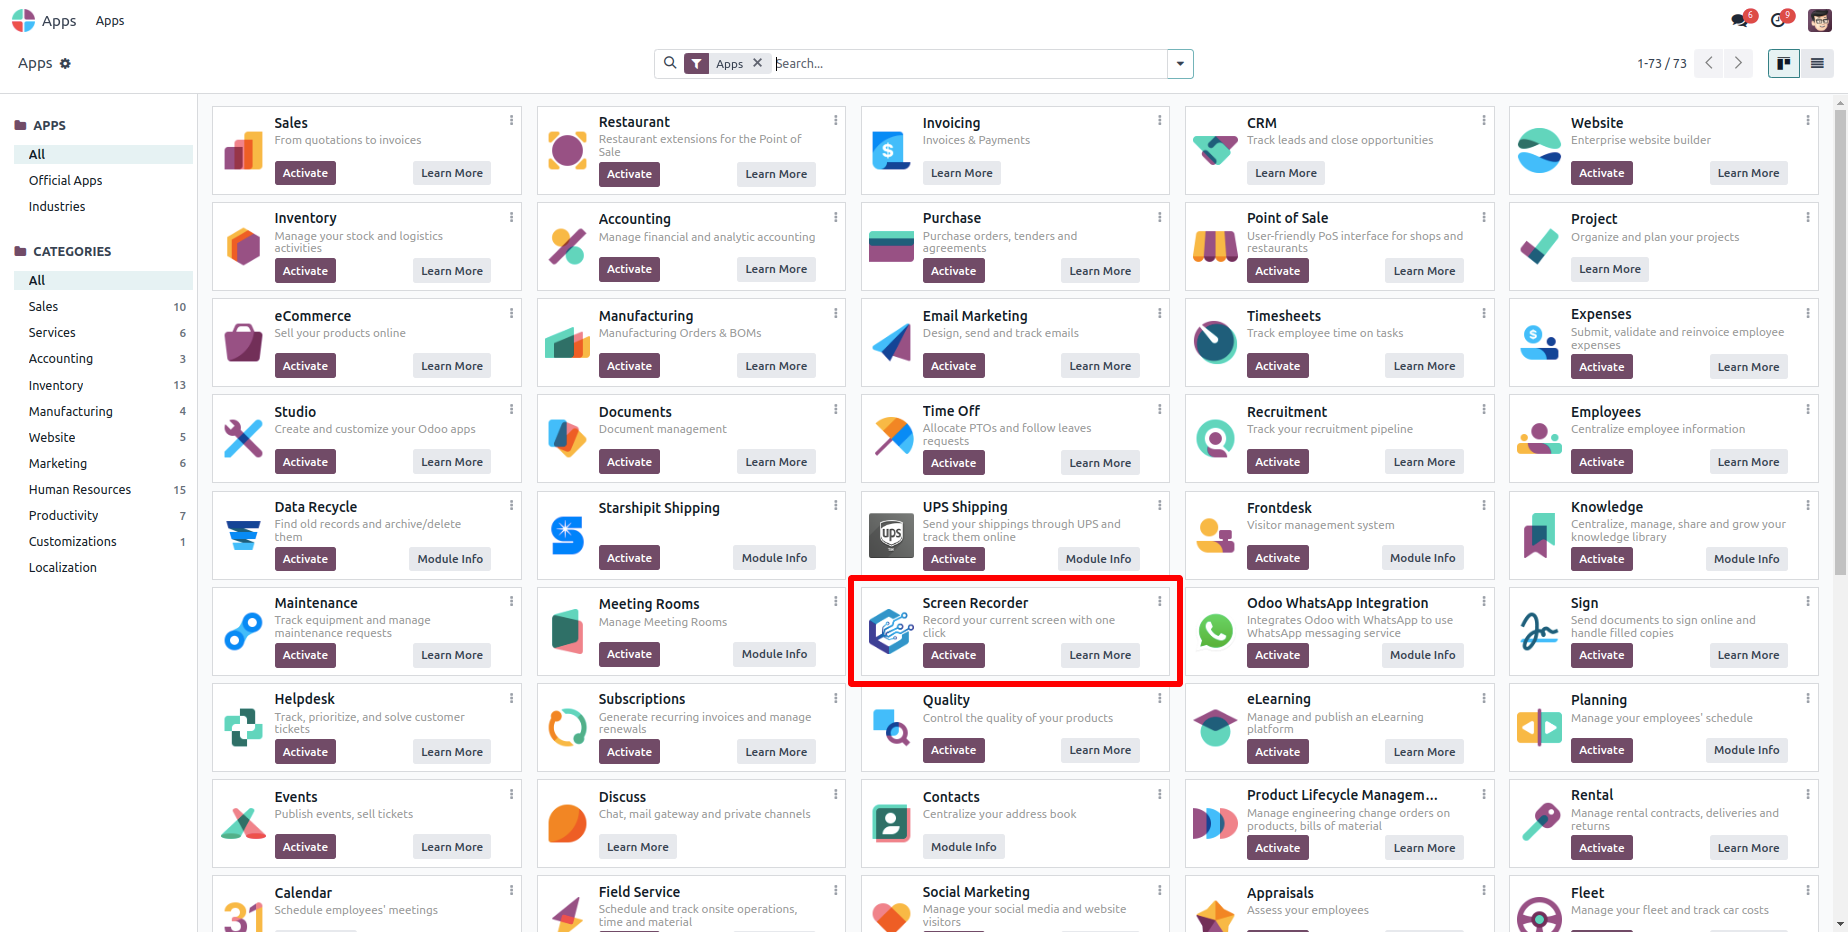 Apps Apps 6 9
Apps Apps Search... 1-73 / 73
APPS
All
Official Apps
Industries
CATEGORIES
All
Sales 10
Services 6
Accounting 3
Inventory 13
Manufacturing 4
Website 5
Marketing 6
Human Resources 15
Productivity 7
Customizations 1
Localization
Sales
From quotations to invoices
Activate Learn More
Restaurant
Restaurant extensions for the Point of
Sale
Activate Learn More
Invoicing
Invoices & Payments
Learn More
CRM
Track leads and close opportunities
Learn More
Website
Enterprise website builder
Activate Learn More
Inventory
Manage your stock and logistics
activities
Activate Learn More
Accounting
Manage financial and analytic accounting
Activate Learn More
Purchase
Purchase orders, tenders and
agreements
Activate Learn More
Point of Sale
User-friendly PoS interface for shops and
restaurants
Activate Learn More
Project
Organize and plan your projects
Learn More
eCommerce
Sell your products online
Activate Learn More
Manufacturing
Manufacturing Orders & BOMs
Activate Learn More
Email Marketing
Design, send and track emails
Activate Learn More
Timesheets
Track employee time on tasks
Activate Learn More
Expenses
Submit, validate and reinvoice employee
expenses
Activate Learn More
Studio
Create and customize your Odoo apps
Activate Learn More
Documents
Document management
Activate Learn More
Time Off
Allocate PTOs and follow leaves
requests
Activate Learn More
Recruitment
Track your recruitment pipeline
Activate Learn More
Employees
Centralize employee information
Activate Learn More
Data Recycle
Find old records and archive/delete
them
Activate Module Info
Starshipit Shipping
Activate Module Info
ups
UPS Shipping
Send your shippings through UPS and
track them online
Activate Module Info
Frontdesk
Visitor management system
Activate Module Info
Knowledge
Centralize, manage, share and grow your
knowledge library
Activate Module Info
Maintenance
Track equipment and manage
maintenance requests
Activate Learn More
Meeting Rooms
Manage Meeting Rooms
Activate Module Info
Screen Recorder
Record your current screen with one
click
Activate Learn More
Odoo WhatsApp Integration
Integrates Odoo with WhatsApp to use
WhatsApp messaging service
Activate Module Info
Sign
Send documents to sign online and
handle filled copies
Activate Learn More
Helpdesk
Track, prioritize, and solve customer
tickets
Activate Learn More
Subscriptions
Generate recurring invoices and manage
renewals
Activate Learn More
Quality
Control the quality of your products
Activate Learn More
eLearning
Manage and publish an eLearning
platform
Activate Learn More
Planning
Manage your employees' schedule
Activate Module Info
Events
Publish events, sell tickets
Activate Learn More
Discuss
Chat, mail gateway and private channels
Learn More
Contacts
Centralize your address book
Module Info
Product Lifecycle Managem...
Manage engineering change orders on
products, bills of material
Activate Learn More
Rental
Manage rental contracts, deliveries and
returns
Activate Learn More
31
Calendar
Schedule employees' meetings
Field Service
Schedule and track onsite operations,
time and material
Social Marketing
Manage your social media and website
visitors
Appraisals
Assess your employees
Fleet
Manage your fleet and track car costs